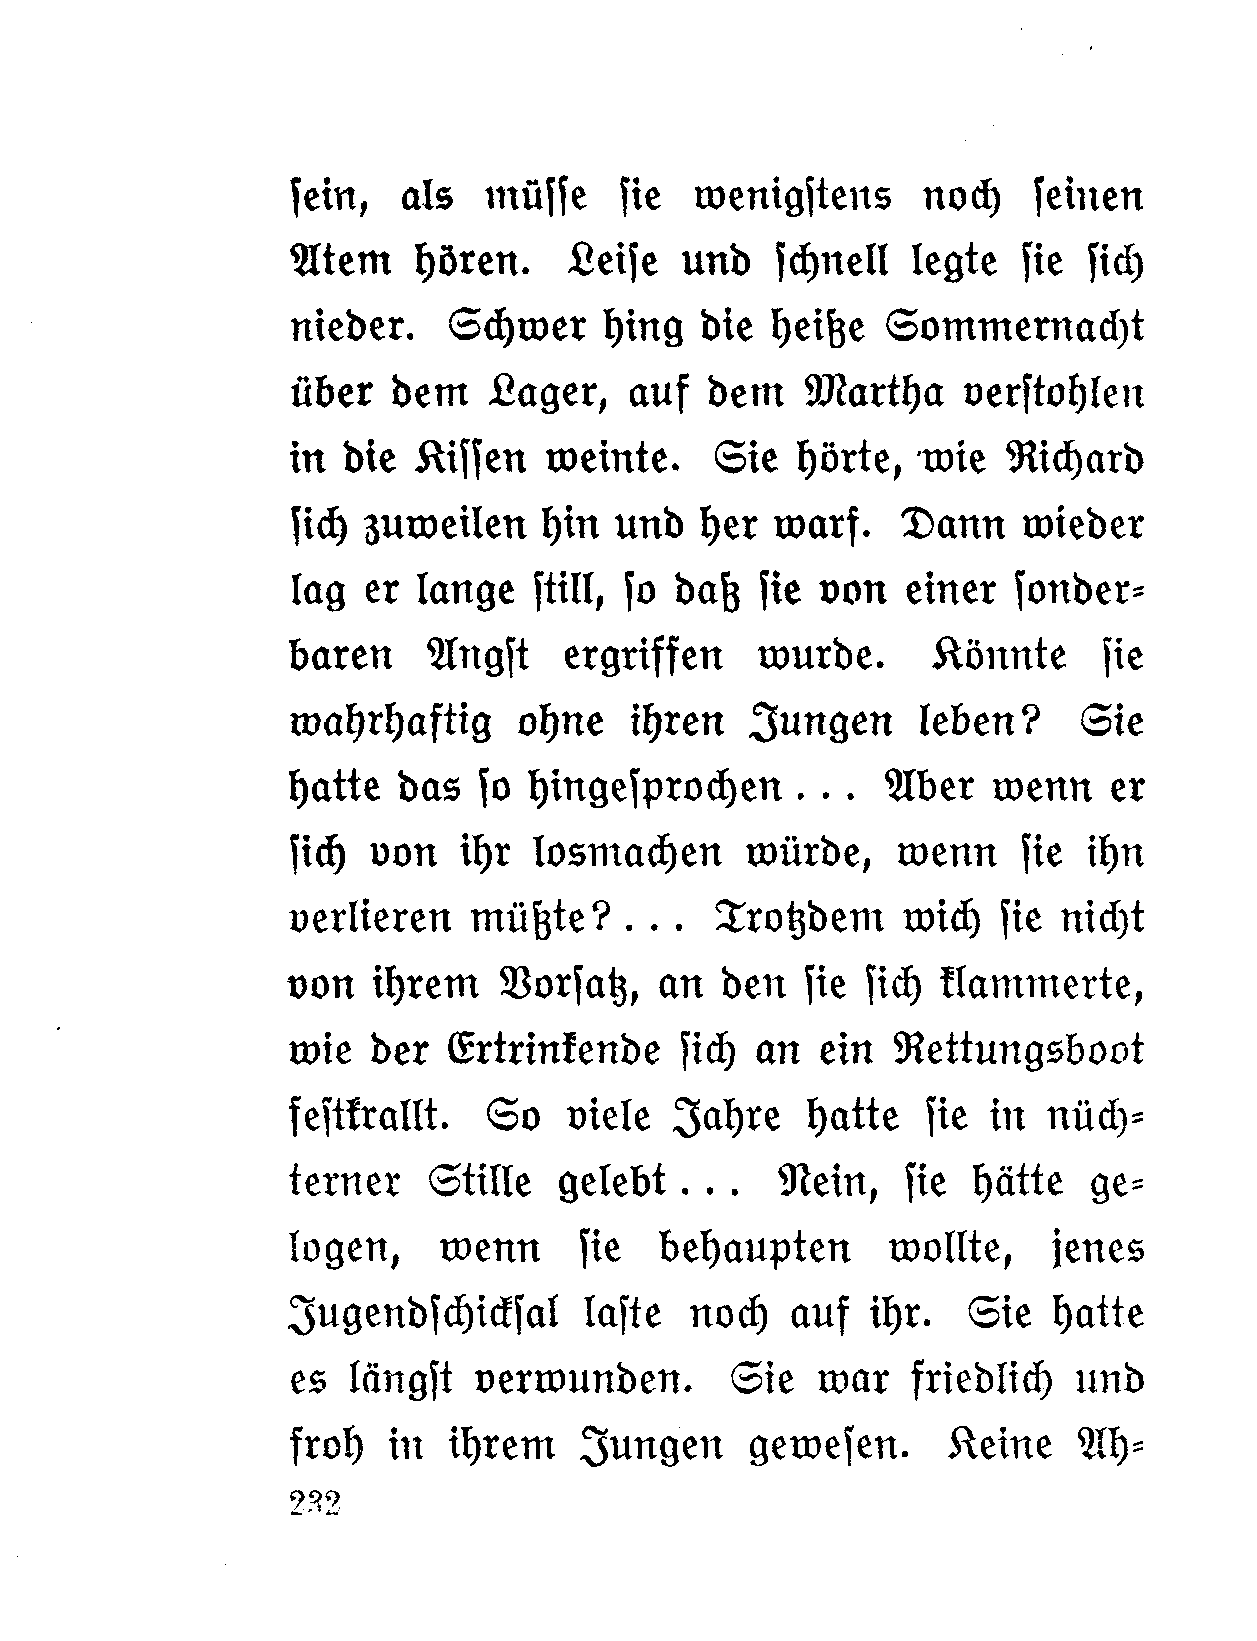 ſein, als müſſe ſie wenigſtens noch ſeinen
Atem hören. Leiſe und ſchnell legte ſie ſich
nieder. Schwer hing die heiße Sommernacht
über dem Lager, auf dem Martha verſtohlen
in die Kiſſen weinte. Sie hörte, wie Richard
ſich zuweilen hin und her warf. Dann wieder
lag er lange ſtill, ſo daß ſie von einer ſonder⸗
baren Angſt ergriffen wurde. Könnte ſie
wahrhaftig ohne ihren Jungen leben? Sie
hatte das ſo hingeſprochen . . . Aber wenn er
ſich von ihr losmachen würde, wenn ſie ihn
verlieren müßte? . . . Trotzdem wich ſie nicht
von ihrem Vorſatz, an den ſie ſich klammerte,
wie der Ertrinkende ſich an ein Rettungsboot
feſtkrallt. So viele Jahre hatte ſie in nüch⸗
terner Stille gelebt . . . Nein, ſie hätte ge⸗
logen, wenn ſie behaupten wollte, jenes
Jugendſchickſal laſte noch auf ihr. Sie hatte
es längſt verwunden. Sie war friedlich und
froh in ihrem Jungen geweſen. Keine Ah⸗
232